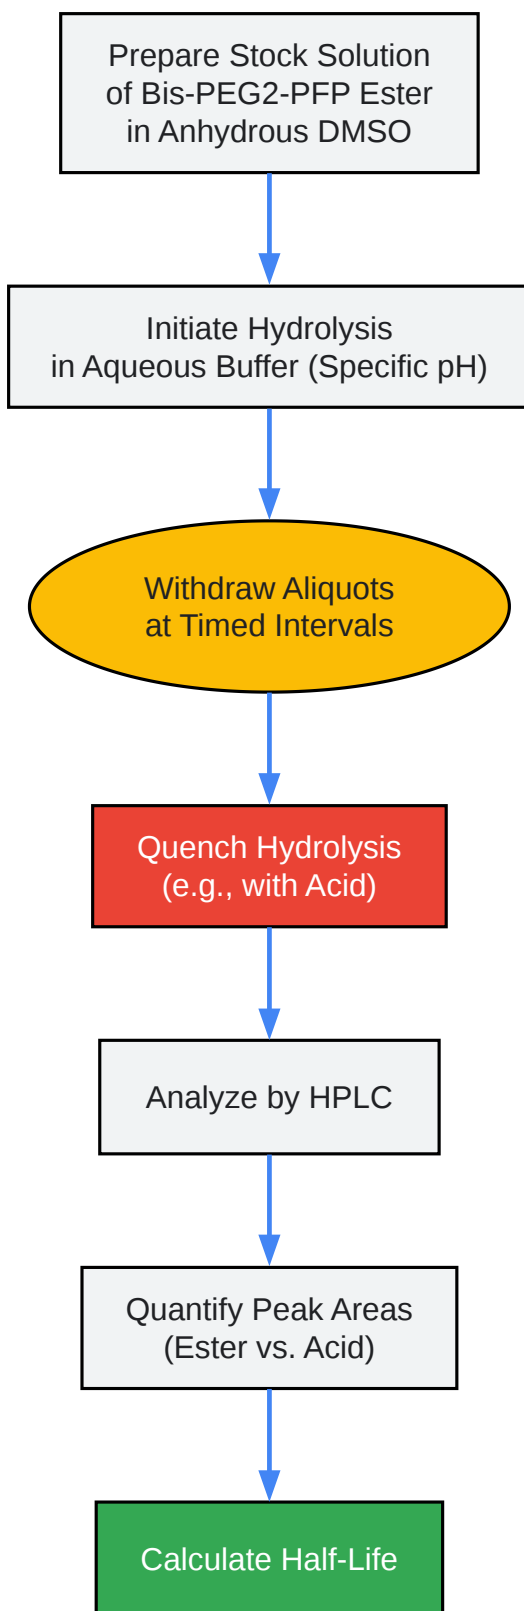 Prepare Stock Solution
of Bis-PEG2-PFP Ester
in Anhydrous DMSO
Initiate Hydrolysis
in Aqueous Buffer (Specific pH)
Withdraw Aliquots
at Timed Intervals
Quench Hydrolysis
(e.g., with Acid)
Analyze by HPLC
Quantify Peak Areas
(Ester vs. Acid)
Calculate Half-Life